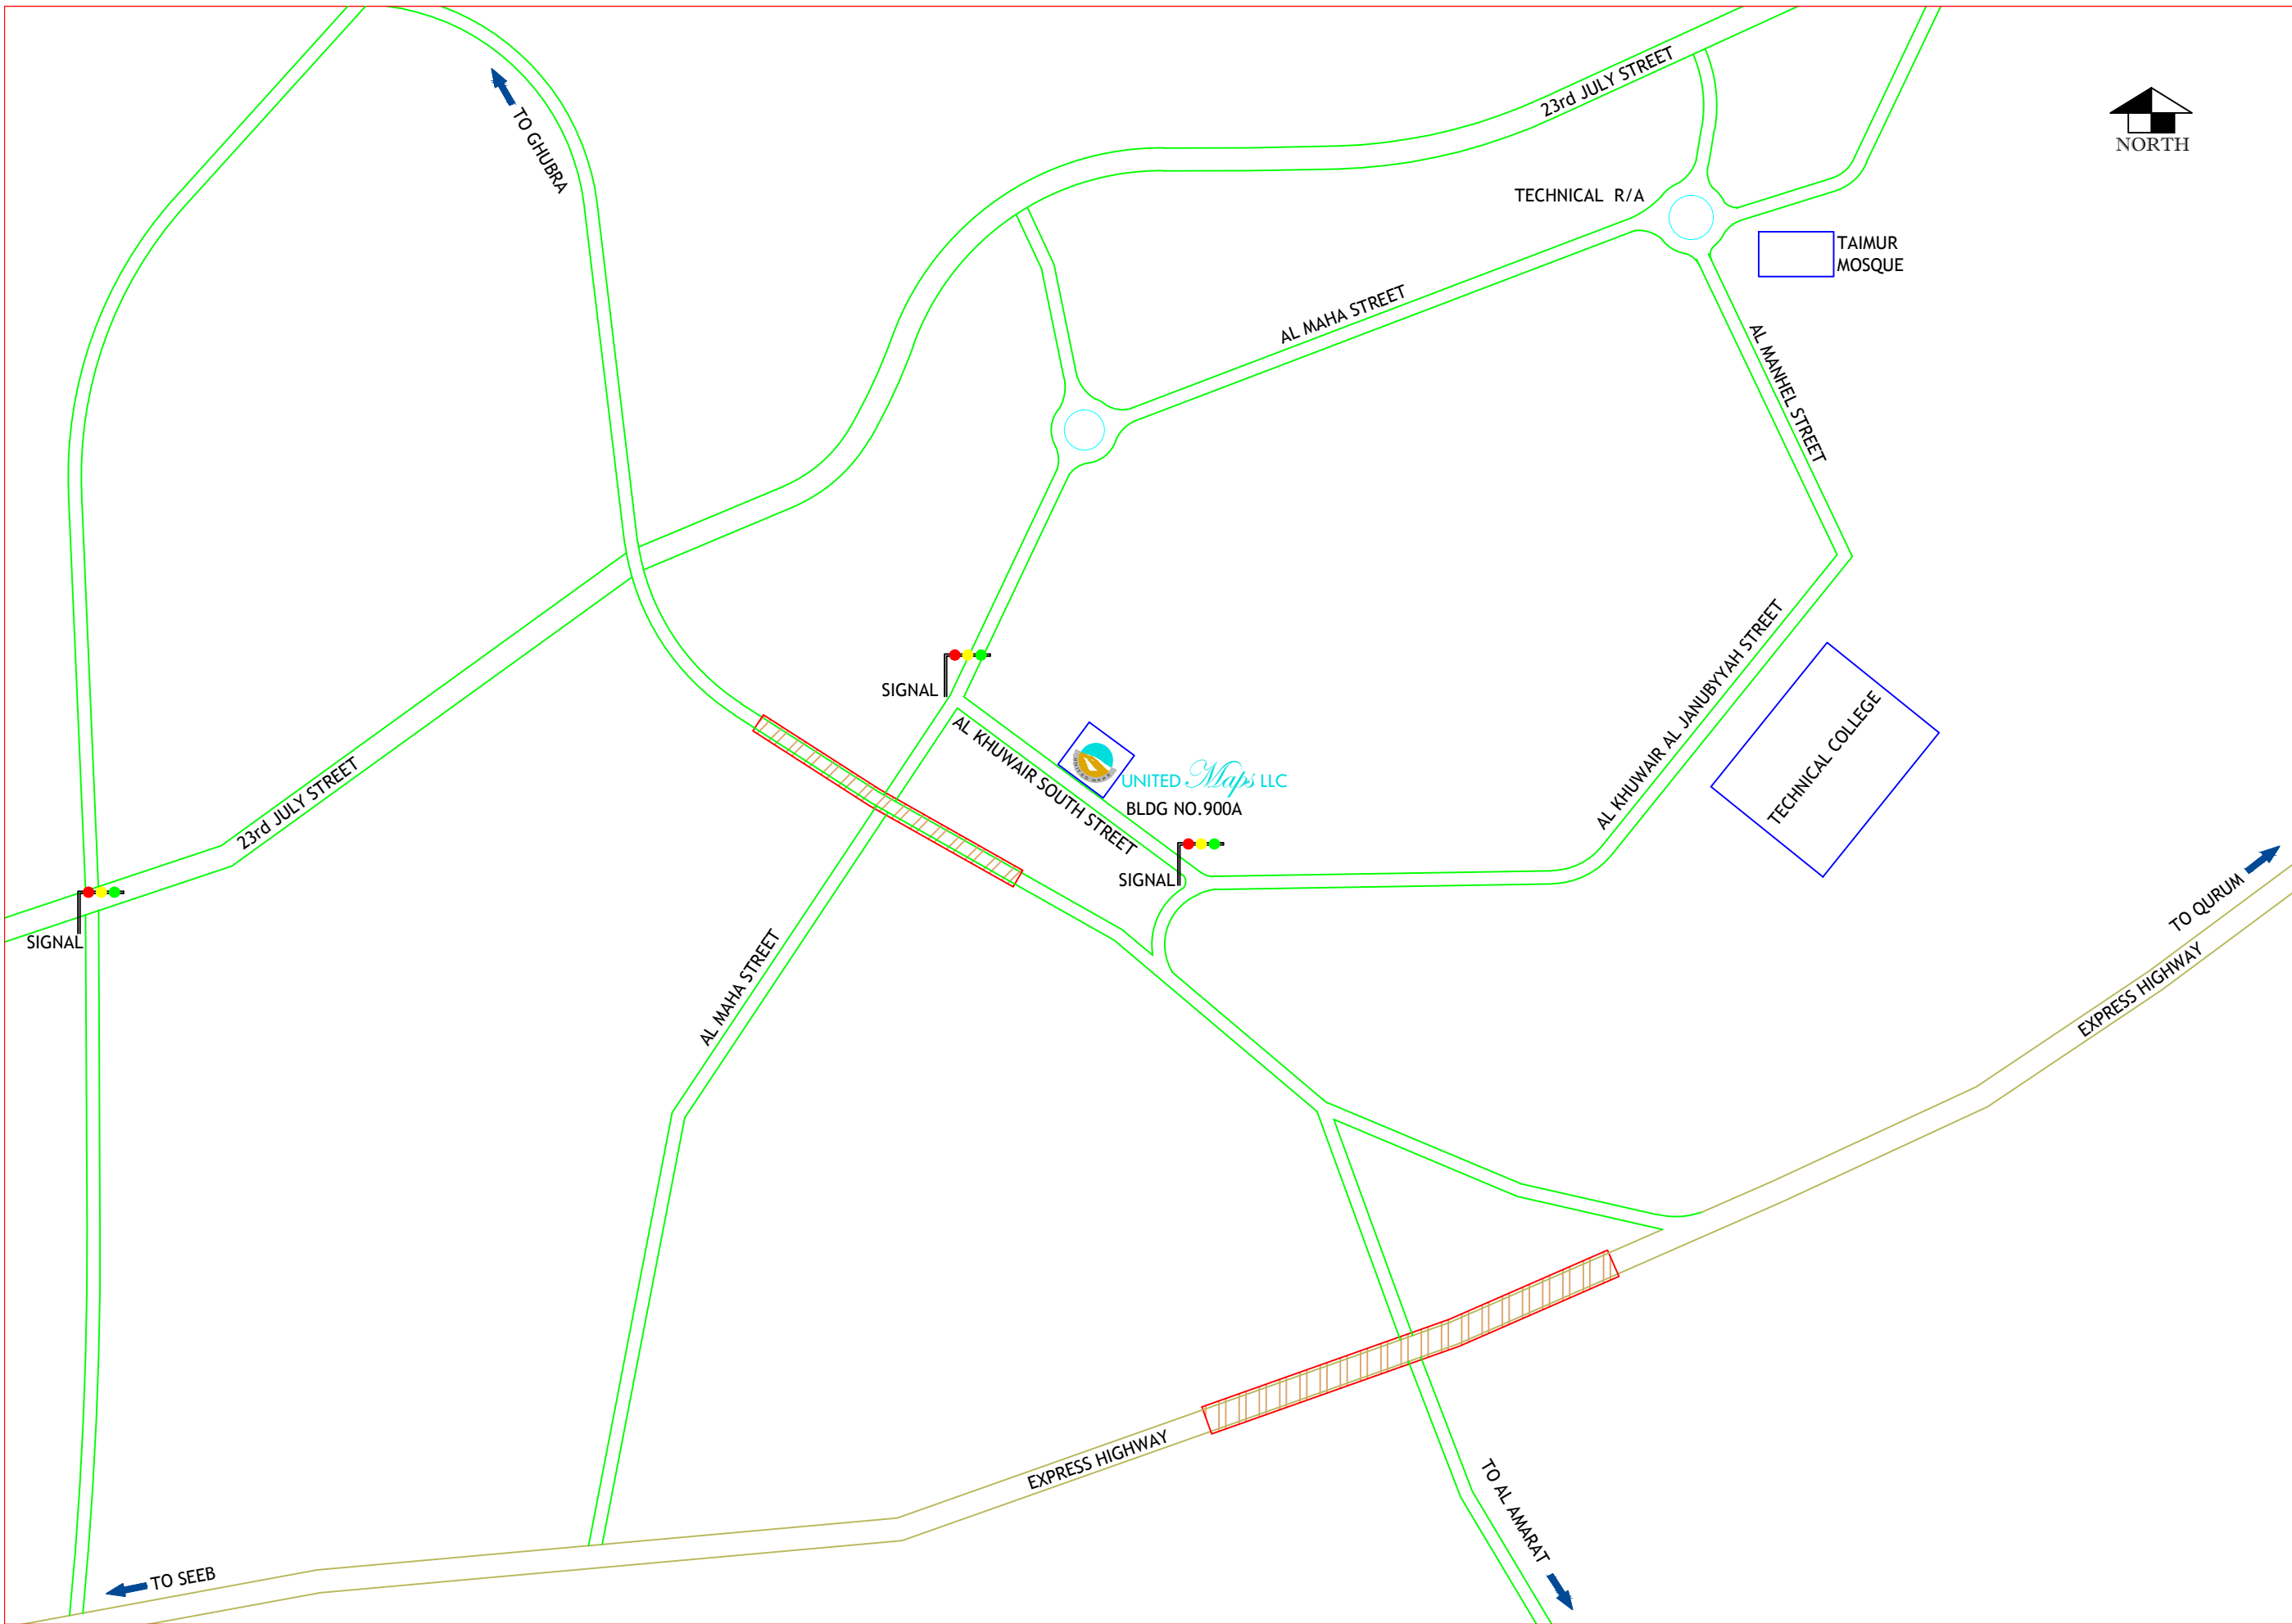 23rd JULY STREET
TO GHUBRA
NORTH
TECHNICAL R/A
TAIMUR
MOSQUE
AL MAHA STREET
AL MANHEL STREET
SIGNAL
AL KHUWAIR SOUTH STREET
UNITED Maps LLC
BLDG NO.900A
AL KHUWAIR AL JANUBYYAH STREET
TECHNICAL COLLEGE
23rd JULY STREET
SIGNAL
SIGNAL
TO QURUM
EXPRESS HIGHWAY
AL MAHA STREET
EXPRESS HIGHWAY
TO AL AMARAT
TO SEEB